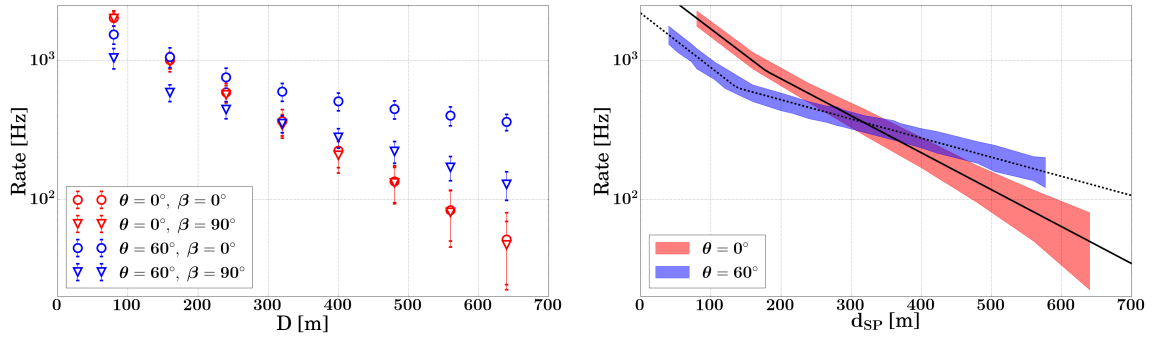 Rate [Hz]
10³
10²
θ = 0°, β = 0°
θ = 0°, β = 90°
θ = 60°, β = 0°
θ = 60°, β = 90°
0 100 200 300 400 500 600 700
D [m]
Rate [Hz]
10³
10²
θ = 0°
θ = 60°
0 100 200 300 400 500 600 700
d_SP [m]